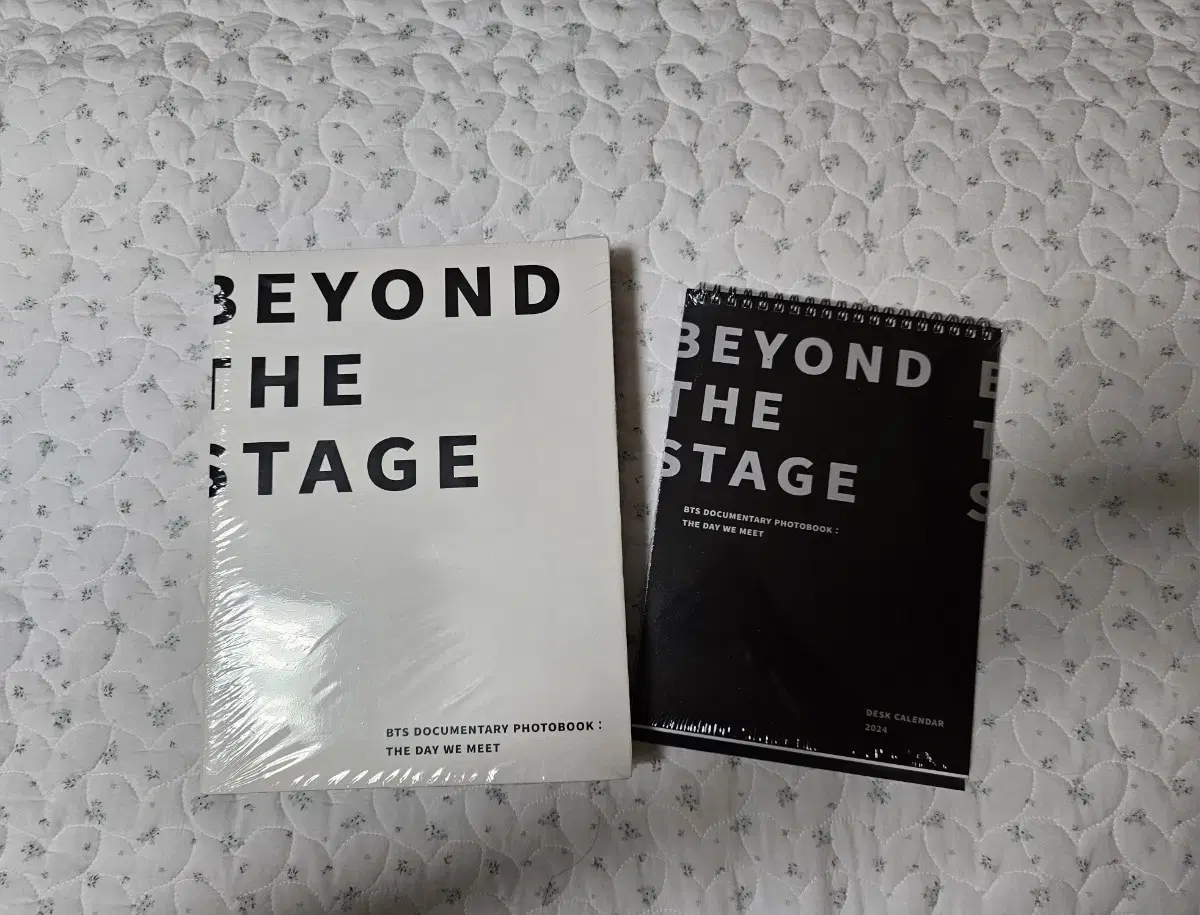 BEYOND
THE
STAGE
BTS DOCUMENTARY PHOTOBOOK :
THE DAY WE MEET
BEYOND
THE
STAGE
BTS DOCUMENTARY PHOTOBOOK :
THE DAY WE MEET
DESK CALENDAR
2024
B
T
S